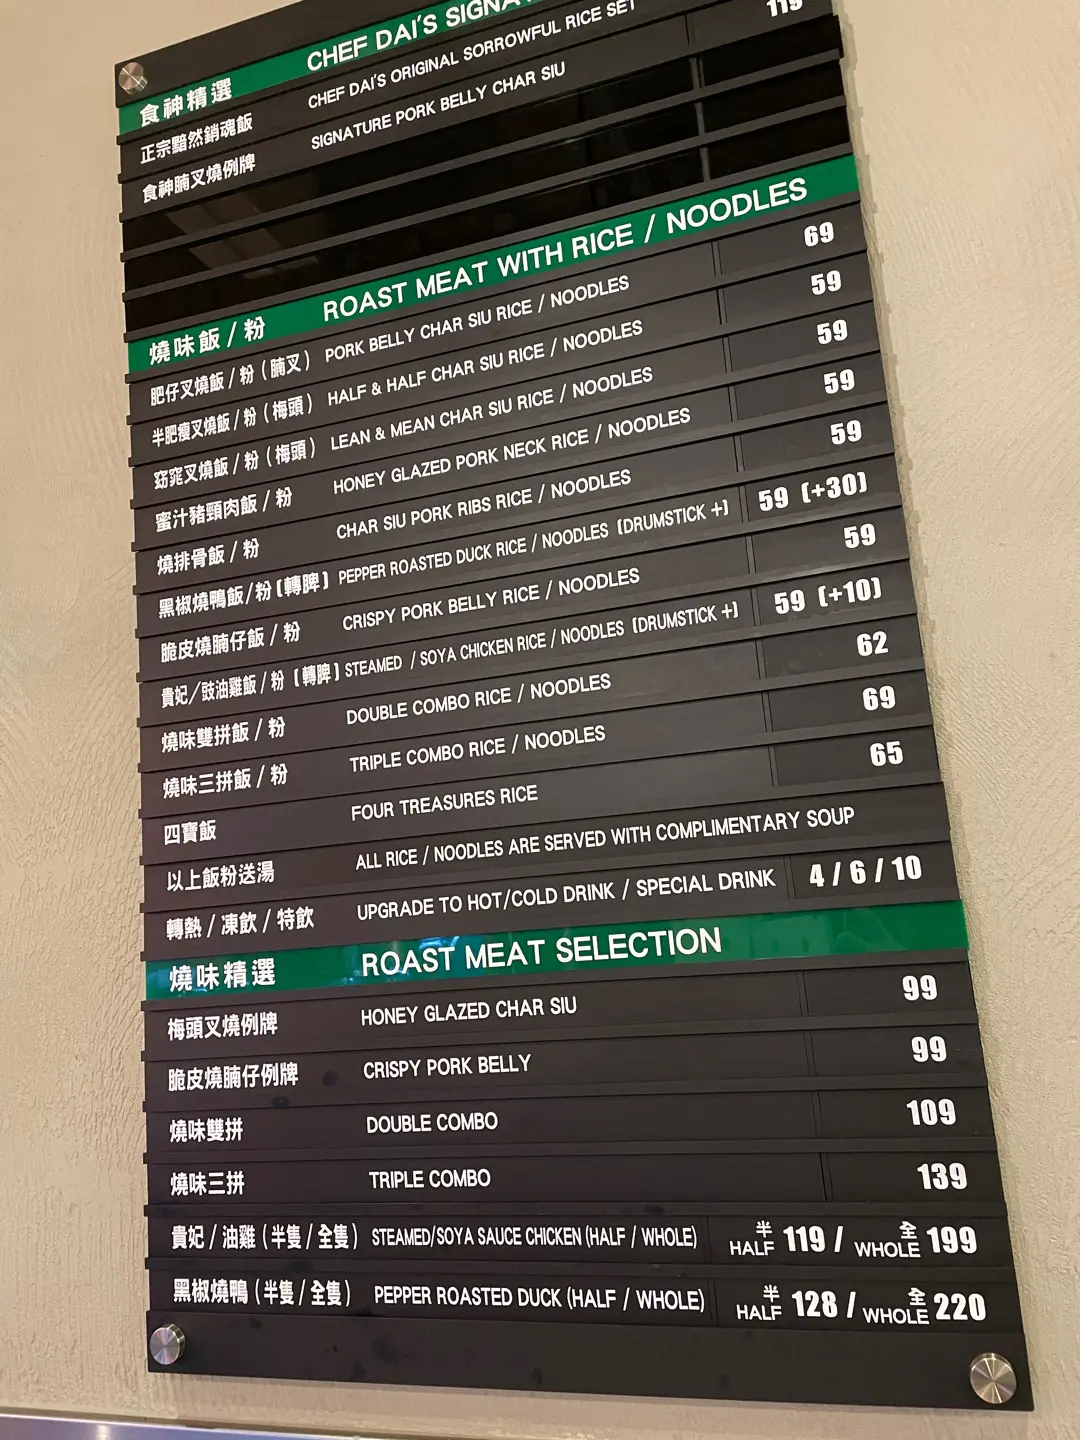 食神精選 CHEF DAI'S SIGNA
正宗黯然銷魂飯 CHEF DAI'S ORIGINAL SORROWFUL RICE SET
食神腩叉燒例牌 SIGNATURE PORK BELLY CHAR SIU 119
燒味飯 / 粉 ROAST MEAT WITH RICE / NOODLES
肥仔叉燒飯 / 粉 (腩叉) PORK BELLY CHAR SIU RICE / NOODLES 69
半肥瘦叉燒飯 / 粉 (梅頭) HALF & HALF CHAR SIU RICE / NOODLES 59
窈窕叉燒飯 / 粉 (梅頭) LEAN & MEAN CHAR SIU RICE / NOODLES 59
蜜汁豬頸肉飯 / 粉 HONEY GLAZED PORK NECK RICE / NOODLES 59
燒排骨飯 / 粉 CHAR SIU PORK RIBS RICE / NOODLES 59
黑椒燒鴨飯/粉 (轉脾) PEPPER ROASTED DUCK RICE / NOODLES (DRUMSTICK +) 59 (+30)
脆皮燒腩仔飯 / 粉 CRISPY PORK BELLY RICE / NOODLES 59
貴妃／豉油雞飯 / 粉 (轉脾) STEAMED / SOYA CHICKEN RICE / NOODLES (DRUMSTICK +) 59 (+10)
燒味雙拼飯 / 粉 DOUBLE COMBO RICE / NOODLES 62
燒味三拼飯 / 粉 TRIPLE COMBO RICE / NOODLES 69
四寶飯 FOUR TREASURES RICE 65
以上飯粉送湯 ALL RICE / NOODLES ARE SERVED WITH COMPLIMENTARY SOUP
轉熱 / 凍飲 / 特飲 UPGRADE TO HOT/COLD DRINK / SPECIAL DRINK 4 / 6 / 10
燒味精選 ROAST MEAT SELECTION
梅頭叉燒例牌 HONEY GLAZED CHAR SIU 99
脆皮燒腩仔例牌 CRISPY PORK BELLY 99
燒味雙拼 DOUBLE COMBO 109
燒味三拼 TRIPLE COMBO 139
貴妃 / 油雞 (半隻 / 全隻) STEAMED/SOYA SAUCE CHICKEN (HALF / WHOLE) 半 HALF 119 / 全 WHOLE 199
黑椒燒鴨 (半隻 / 全隻) PEPPER ROASTED DUCK (HALF / WHOLE) 半 HALF 128 / 全 WHOLE 220